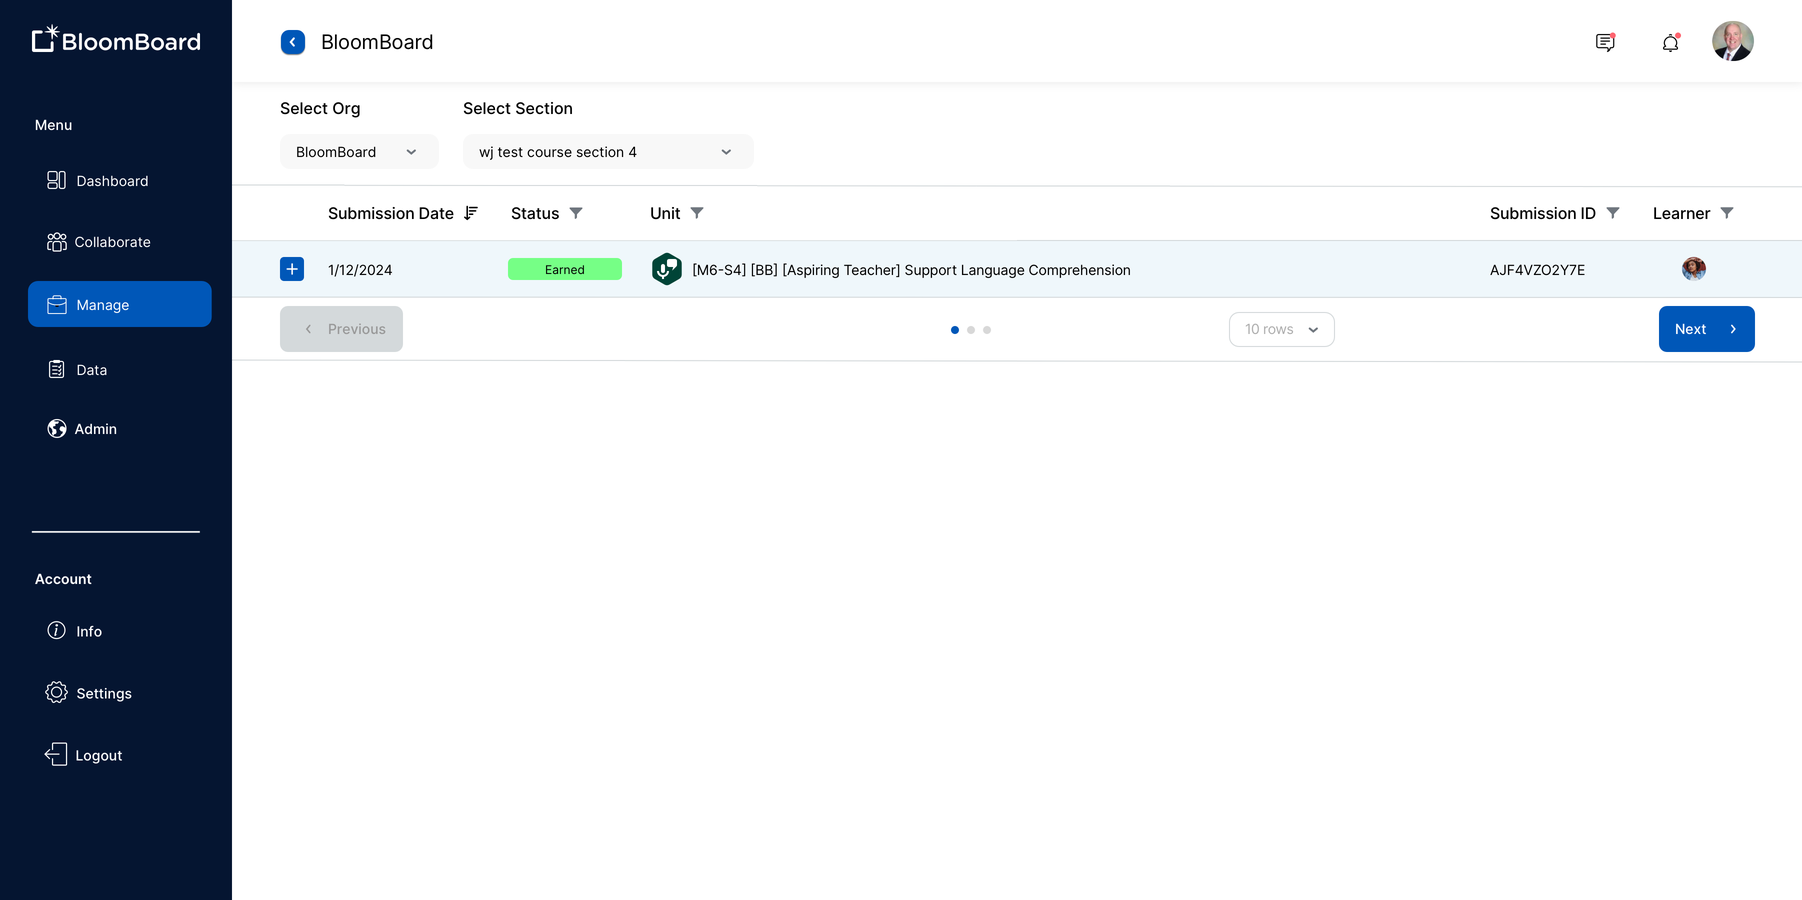 BloomBoard
Menu
Dashboard
Collaborate
Manage
Data
Admin
Account
Info
Settings
Logout
BloomBoard
Select Org
Select Section
BloomBoard
wj test course section 4
Submission Date
Status
Unit
Submission ID
Learner
1/12/2024
Earned
[M6-S4] [BB] [Aspiring Teacher] Support Language Comprehension
AJF4VZO2Y7E
Previous
10 rows
Next